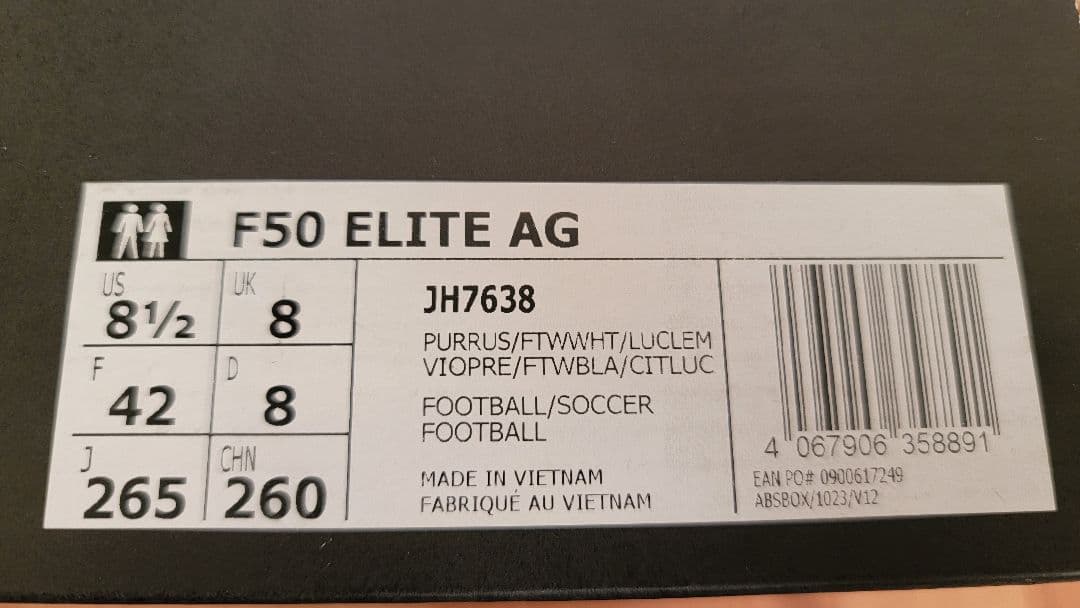 F50 ELITE AG
US UK
8½ 8
F D
42 8
J CHN
265 260
JH7638
PURRUS/FTWWHT/LUCLEM
VIOPRE/FTWBLA/CITLUC
FOOTBALL/SOCCER
FOOTBALL
MADE IN VIETNAM
FABRIQUÉ AU VIETNAM
4 067906 358891
EAN PO# 0900617249
ABSBOX/1023/V12